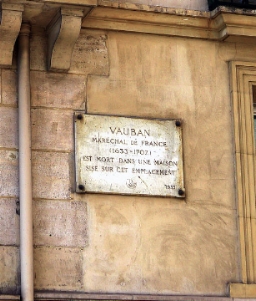 VAUBAN
MARÉCHAL DE FRANCE
(1633-1707)
EST MORT DANS UNE MAISON
SISE SUR CET EMPLACEMENT